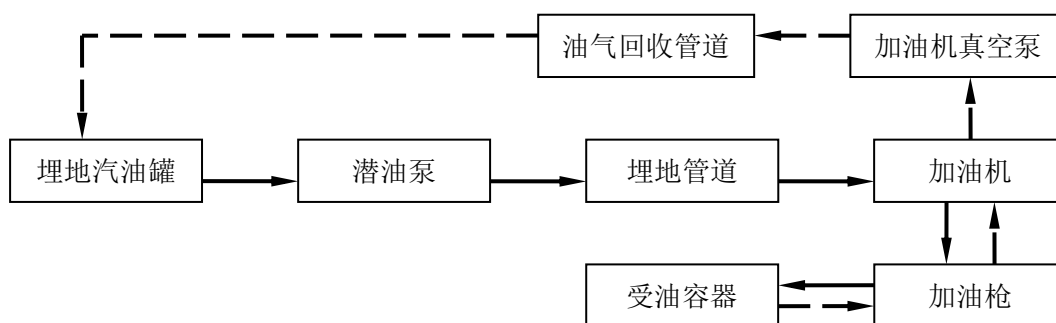 油气回收管道
加油机真空泵
埋地汽油罐
潜油泵
埋地管道
加油机
受油容器
加油枪